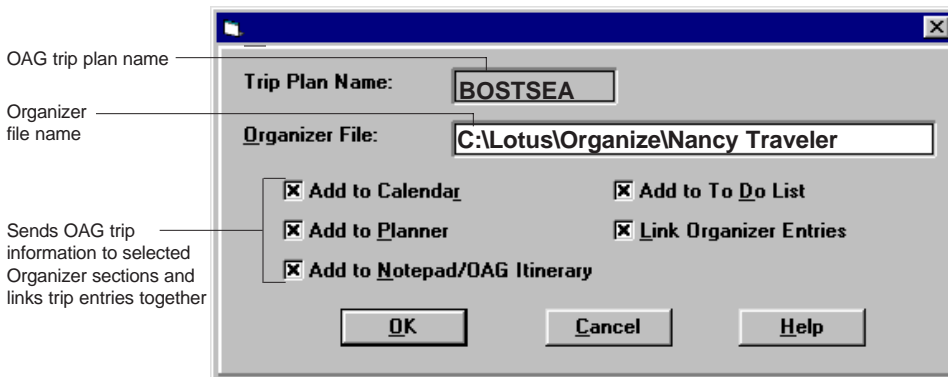 OAG trip plan name
Trip Plan Name:
BOSTSEA
Organizer
file name
Organizer File:
C:\Lotus\Organize\Nancy Traveler
Add to Calendar
Add to To Do List
Sends OAG trip
information to selected
Organizer sections and
links trip entries together
Add to Planner
Link Organizer Entries
Add to Notepad/OAG Itinerary
OK
Cancel
Help